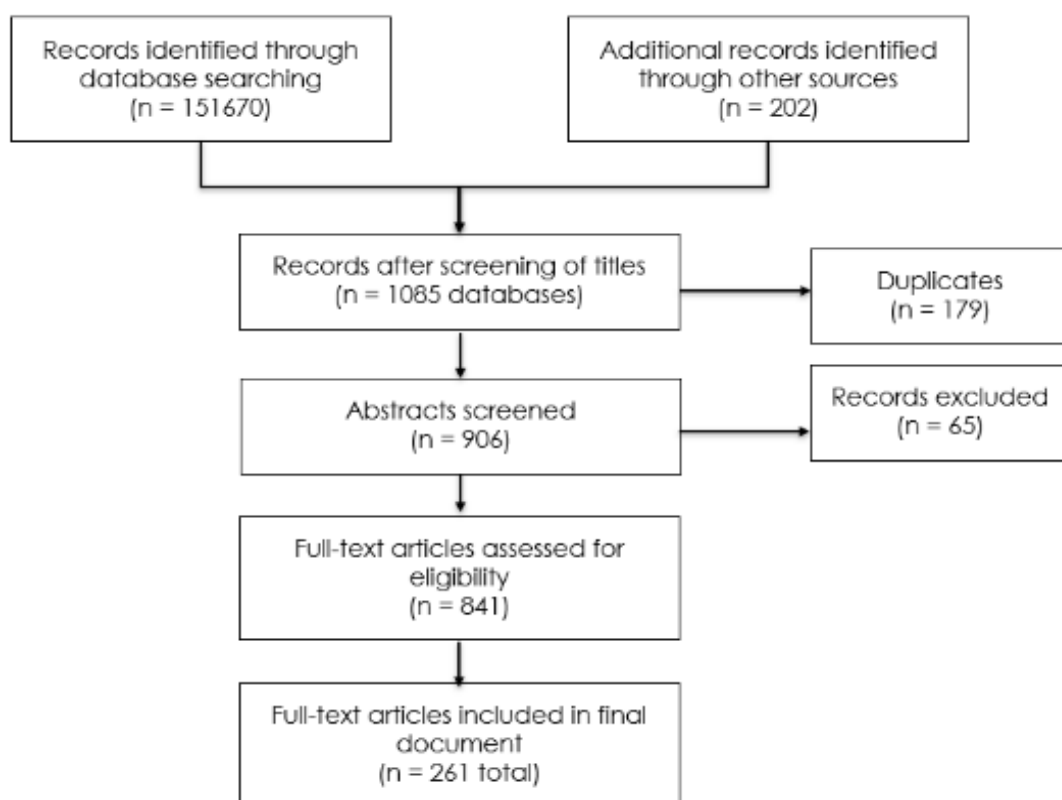 Records identified through
database searching
(n = 151670)
Additional records identified
through other sources
(n = 202)
Records after screening of titles
(n = 1085 databases)
Duplicates
(n = 179)
Abstracts screened
(n = 906)
Records excluded
(n = 65)
Full-text articles assessed for
eligibility
(n = 841)
Full-text articles included in final
document
(n = 261 total)